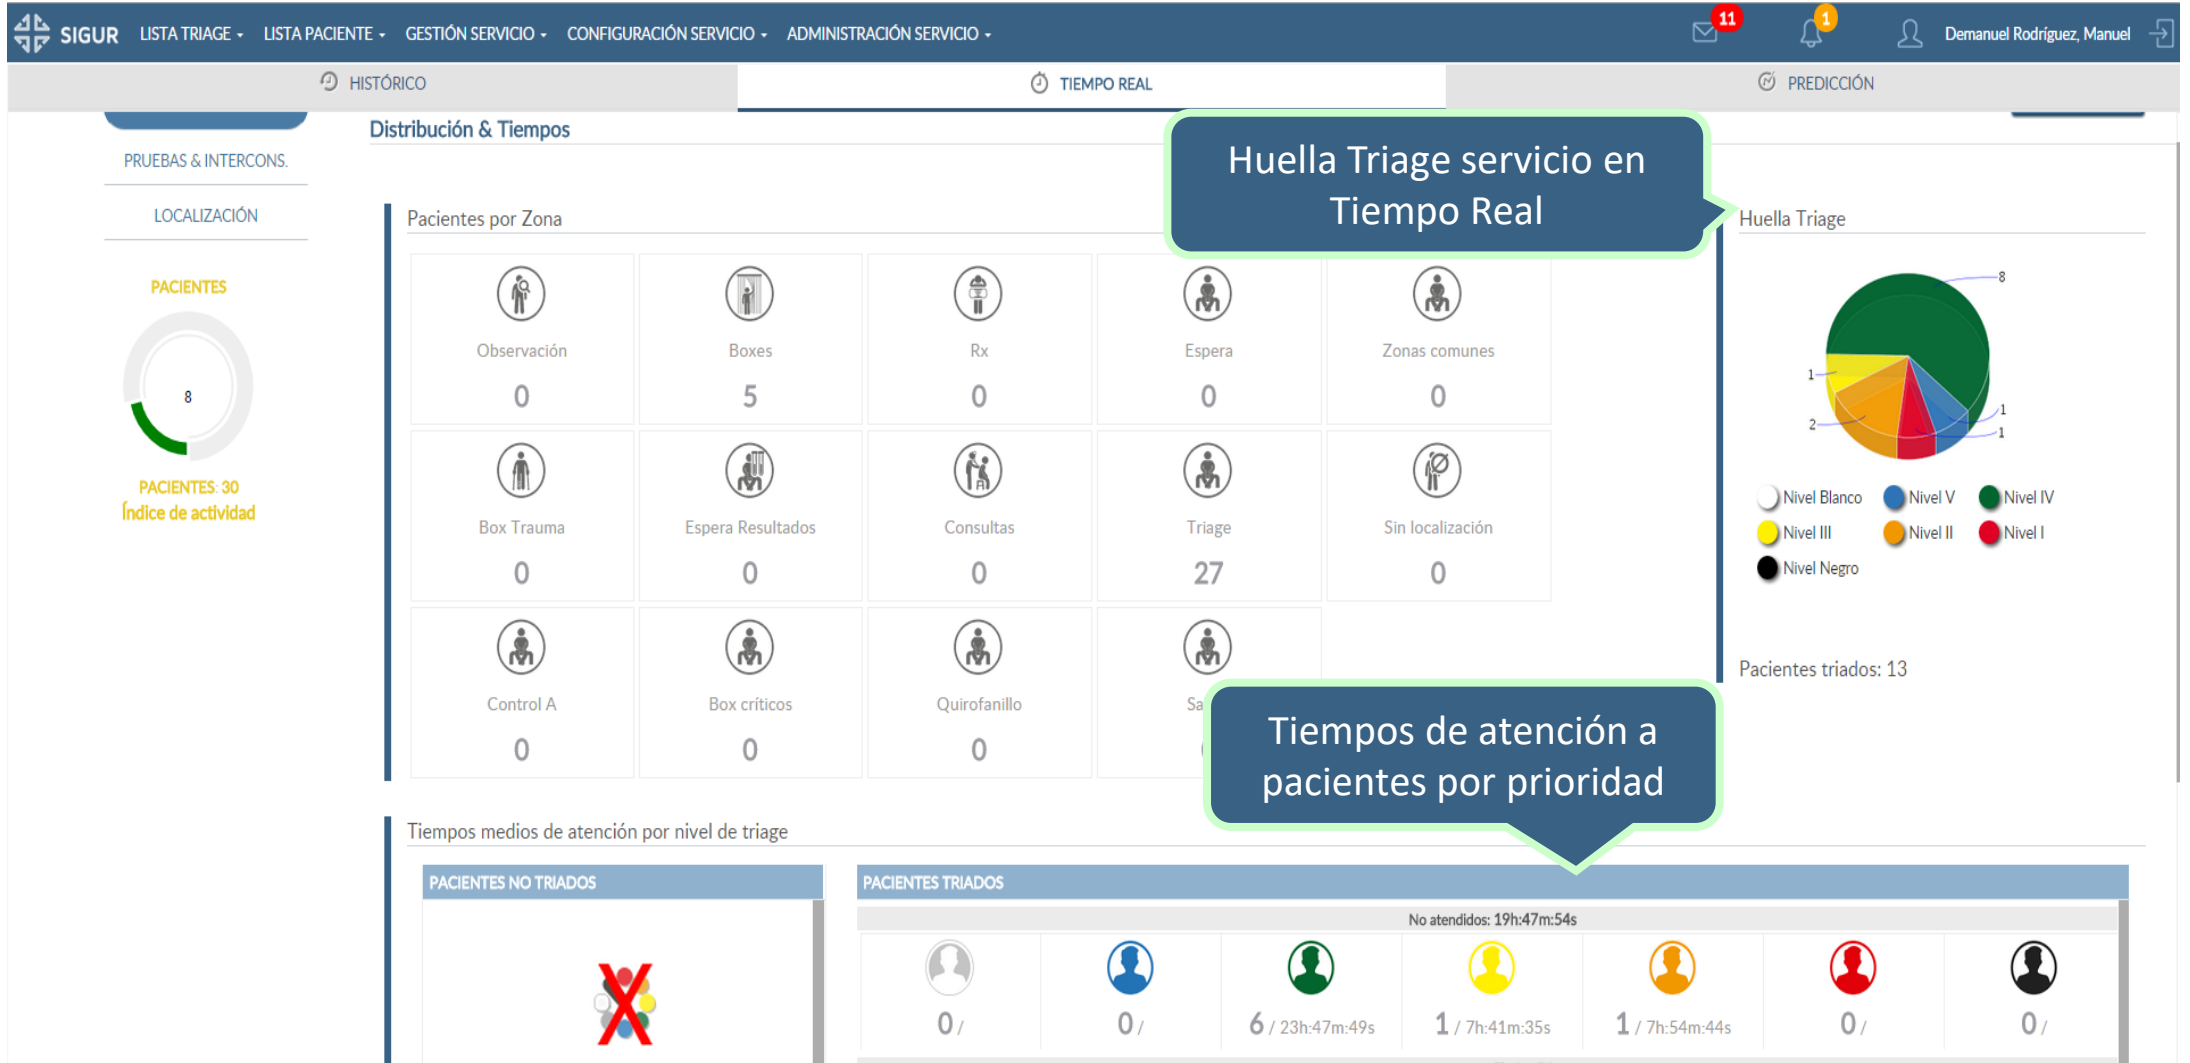 SIGUR LISTA TRIAGE LISTA PACIENTE GESTIÓN SERVICIO CONFIGURACIÓN SERVICIO ADMINISTRACIÓN SERVICIO 11 1 Demanuel Rodríguez, Manuel
HISTÓRICO TIEMPO REAL PREDICCIÓN
Distribución & Tiempos
PRUEBAS & INTERCONS.
LOCALIZACIÓN
PACIENTES
8
PACIENTES: 30
Índice de actividad
Huella Triage servicio en
Tiempo Real
Pacientes por Zona
Observación Boxes Rx Espera Zonas comunes
0 5 0 0 0
Box Trauma Espera Resultados Consultas Triage Sin localización
0 0 0 27 0
Control A Box críticos Quirofanillo Sa
0 0 0
Huella Triage
8
1
2
1
1
Nivel Blanco Nivel V Nivel IV
Nivel III Nivel II Nivel I
Nivel Negro
Pacientes triados: 13
Tiempos de atención a
pacientes por prioridad
Tiempos medios de atención por nivel de triage
PACIENTES NO TRIADOS PACIENTES TRIADOS
No atendidos: 19h:47m:54s
0 / 0 / 6 / 23h:47m:49s 1 / 7h:41m:35s 1 / 7h:54m:44s 0 / 0 /